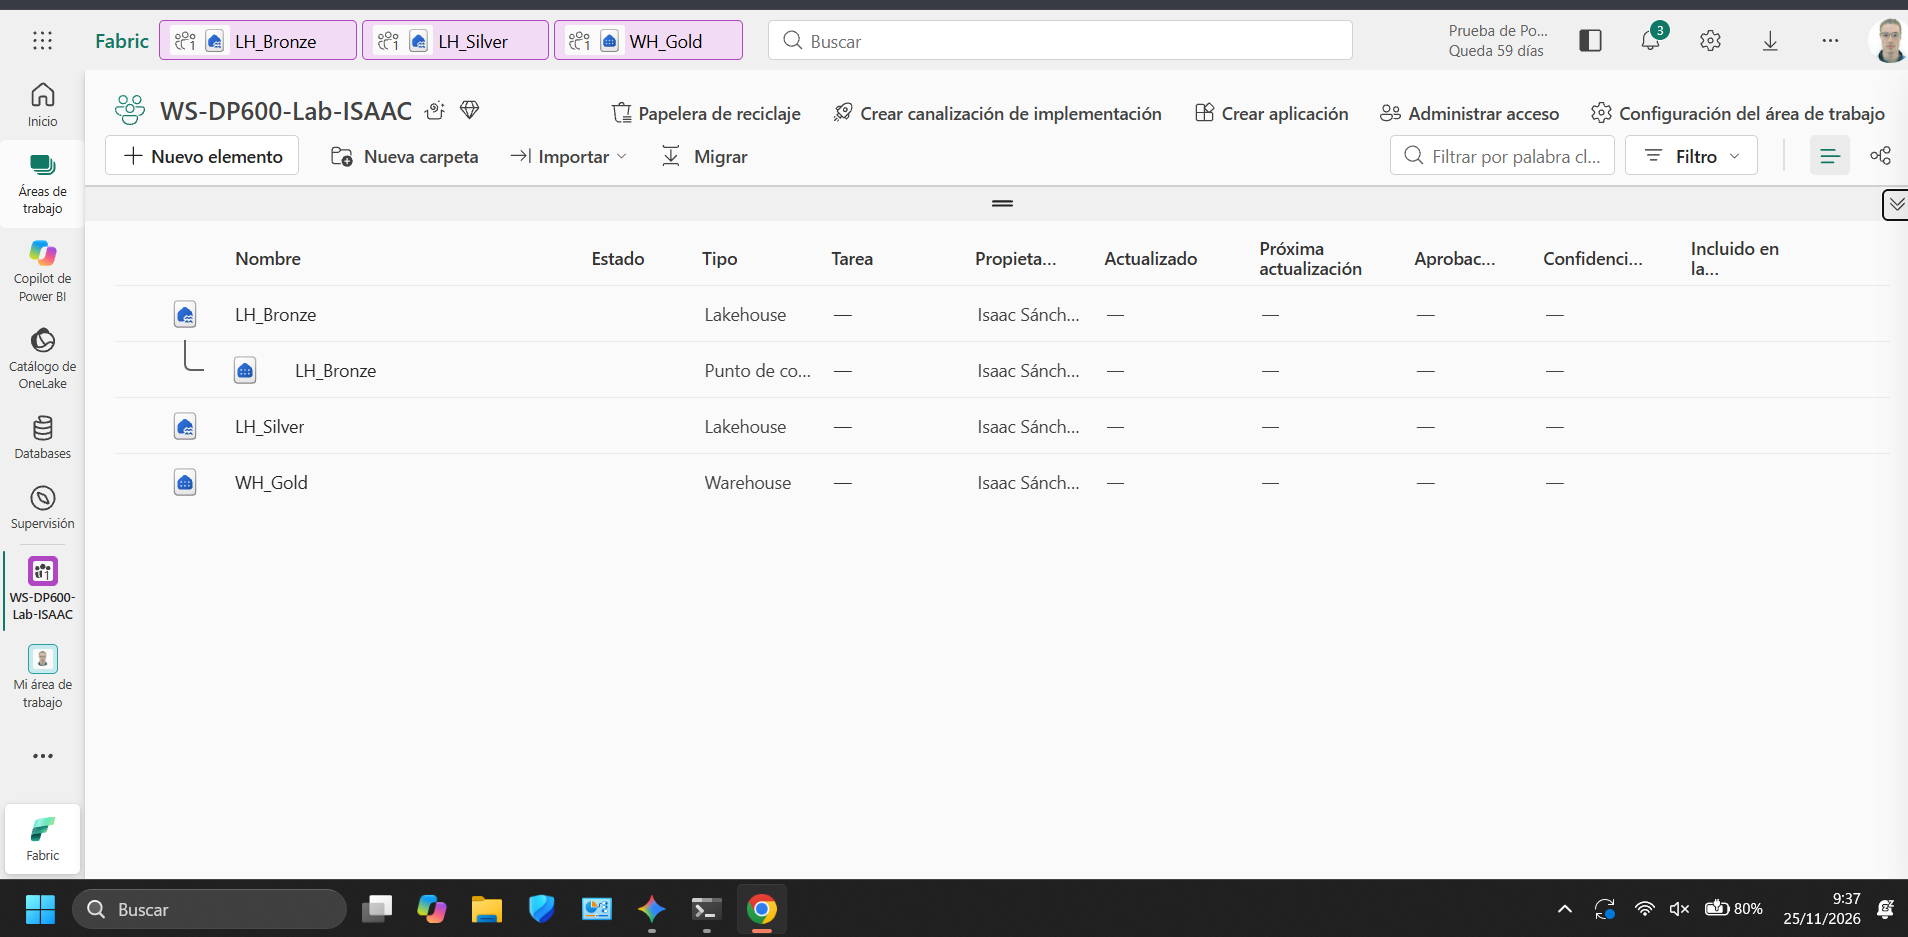 Fabric
LH_Bronze
LH_Silver
WH_Gold
Buscar
Prueba de Po...
Queda 59 días
3
Inicio
Áreas de
trabajo
Copilot de
Power BI
Catálogo de
OneLake
Databases
Supervisión
WS-DP600-
Lab-ISAAC
Mi área de
trabajo
Fabric
WS-DP600-Lab-ISAAC
Papelera de reciclaje
Crear canalización de implementación
Crear aplicación
Administrar acceso
Configuración del área de trabajo
Nuevo elemento
Nueva carpeta
Importar
Migrar
Filtrar por palabra cl...
Filtro
Nombre Estado Tipo Tarea Propieta... Actualizado Próxima actualización Aprobac... Confidenci... Incluido en la...
LH_Bronze Lakehouse — Isaac Sánch... — — — —
LH_Bronze Punto de co... — Isaac Sánch... — — — —
LH_Silver Lakehouse — Isaac Sánch... — — — —
WH_Gold Warehouse — Isaac Sánch... — — — —
Buscar
80%
9:37
25/11/2026